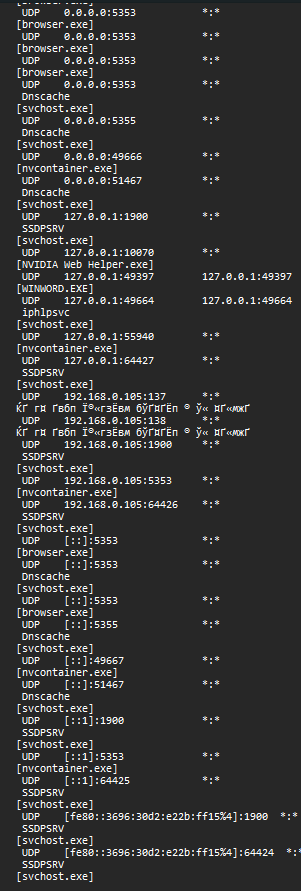 [browser.exe]
UDP 0.0.0.0:5353 *:*
[browser.exe]
UDP 0.0.0.0:5353 *:*
[browser.exe]
UDP 0.0.0.0:5353 *:*
[browser.exe]
UDP 0.0.0.0:5353 *:*
Dnscache
[svchost.exe]
UDP 0.0.0.0:5355 *:*
Dnscache
[svchost.exe]
UDP 0.0.0.0:49666 *:*
[nvcontainer.exe]
UDP 0.0.0.0:51467 *:*
Dnscache
[svchost.exe]
UDP 127.0.0.1:1900 *:*
SSDPSRV
[svchost.exe]
UDP 127.0.0.1:10070 *:*
[NVIDIA Web Helper.exe]
UDP 127.0.0.1:49397 127.0.0.1:49397
[WINWORD.EXE]
UDP 127.0.0.1:49664 127.0.0.1:49664
iphlpsvc
[svchost.exe]
UDP 127.0.0.1:55940 *:*
[nvcontainer.exe]
UDP 127.0.0.1:64427 *:*
SSDPSRV
[svchost.exe]
UDP 192.168.0.105:137 *:*
UDP 192.168.0.105:138 *:*
UDP 192.168.0.105:1900 *:*
SSDPSRV
[svchost.exe]
UDP 192.168.0.105:5353 *:*
[nvcontainer.exe]
UDP 192.168.0.105:64426 *:*
SSDPSRV
[svchost.exe]
UDP [::]:5353 *:*
[browser.exe]
UDP [::]:5353 *:*
Dnscache
[svchost.exe]
UDP [::]:5353 *:*
[browser.exe]
UDP [::]:5355 *:*
Dnscache
[svchost.exe]
UDP [::]:49667 *:*
[nvcontainer.exe]
UDP [::]:51467 *:*
Dnscache
[svchost.exe]
UDP [::1]:1900 *:*
SSDPSRV
[svchost.exe]
UDP [::1]:5353 *:*
[nvcontainer.exe]
UDP [::1]:64425 *:*
SSDPSRV
[svchost.exe]
UDP [fe80::3696:30d2:e22b:ff15%4]:1900 *:*
SSDPSRV
[svchost.exe]
UDP [fe80::3696:30d2:e22b:ff15%4]:64424 *:*
SSDPSRV
[svchost.exe]